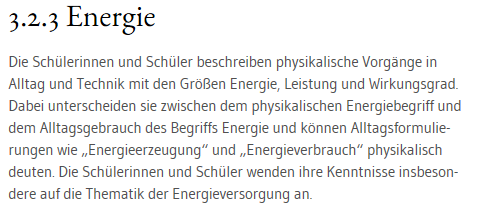 3.2.3 Energie
Die Schülerinnen und Schüler beschreiben physikalische Vorgänge in
Alltag und Technik mit den Größen Energie, Leistung und Wirkungsgrad.
Dabei unterscheiden sie zwischen dem physikalischen Energiebegriff und
dem Alltagsgebrauch des Begriffs Energie und können Alltagsformulie-
rungen wie „Energieerzeugung“ und „Energieverbrauch“ physikalisch
deuten. Die Schülerinnen und Schüler wenden ihre Kenntnisse insbeson-
dere auf die Thematik der Energieversorgung an.